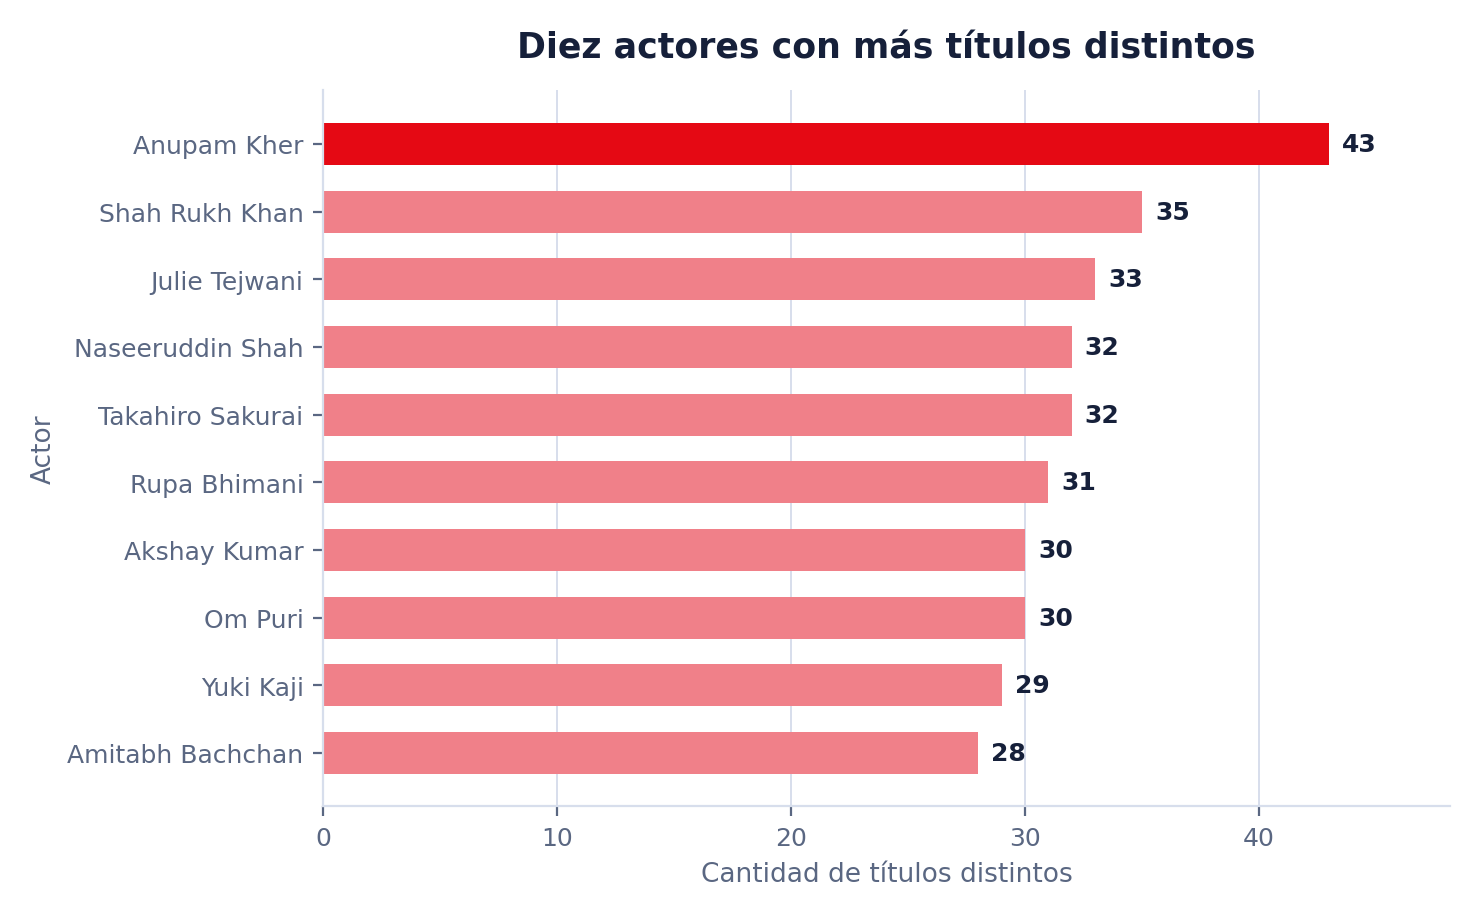 Diez actores con más títulos distintos
Anupam Kher 43
Shah Rukh Khan 35
Julie Tejwani 33
Naseeruddin Shah 32
Takahiro Sakurai 32
Rupa Bhimani 31
Akshay Kumar 30
Om Puri 30
Yuki Kaji 29
Amitabh Bachchan 28
Actor
0 10 20 30 40
Cantidad de títulos distintos